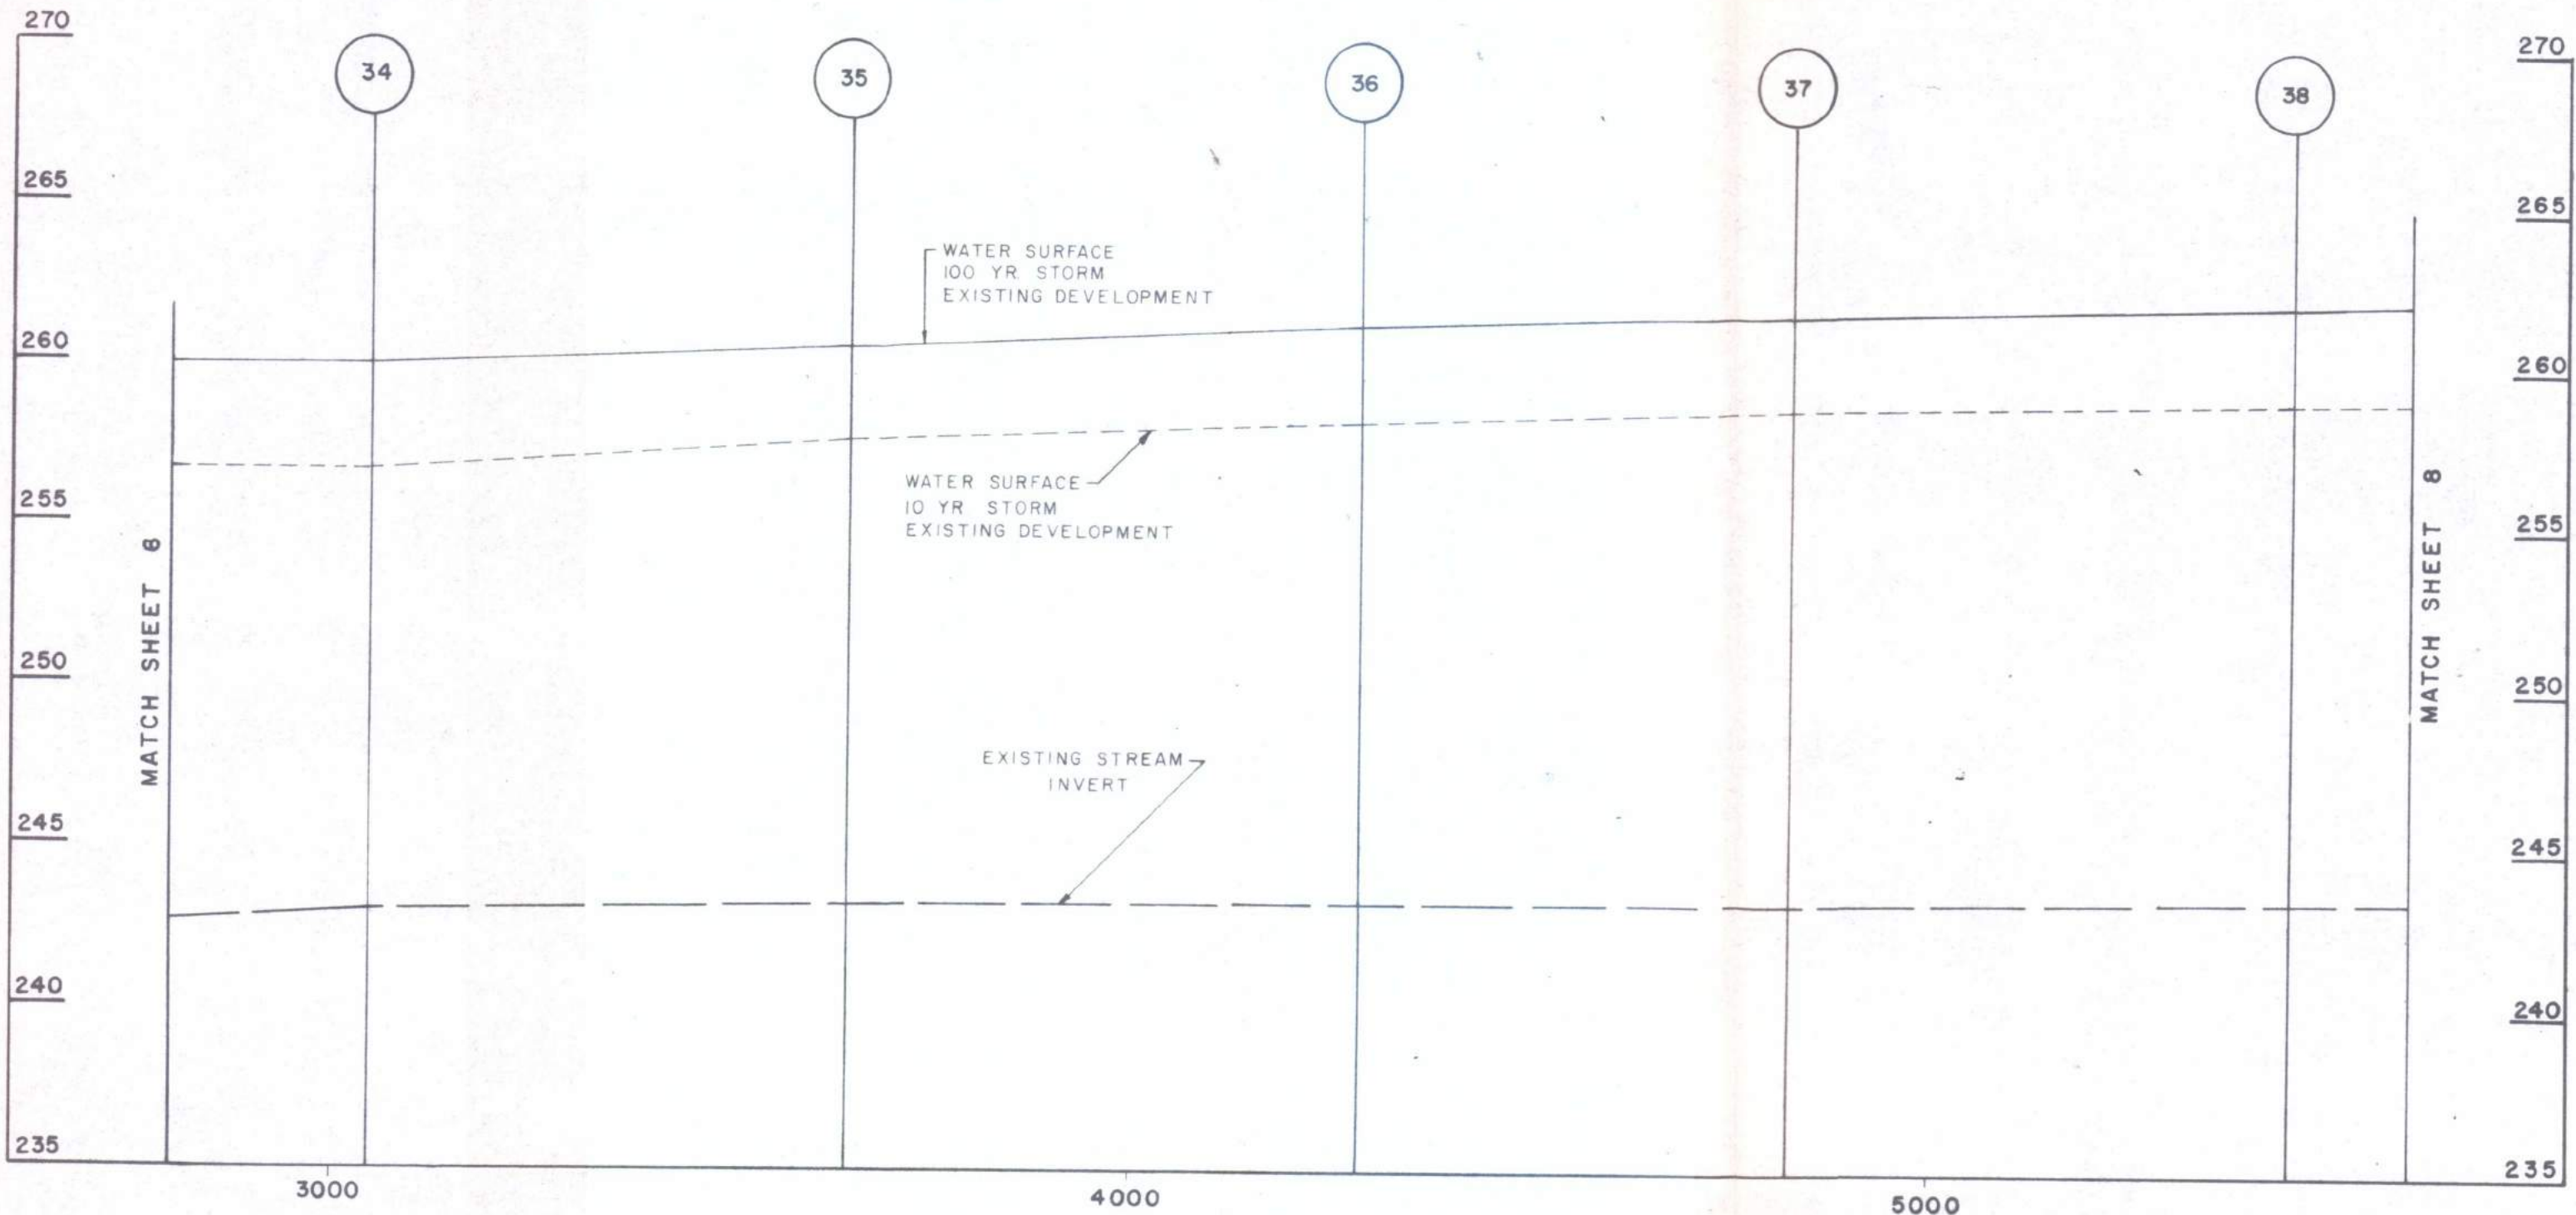 270
34
35
36
37
38
270
265
265
WATER SURFACE
100 YR. STORM
EXISTING DEVELOPMENT
260
260
WATER SURFACE
10 YR. STORM
EXISTING DEVELOPMENT
255
255
MATCH SHEET 6
MATCH SHEET 8
250
250
EXISTING STREAM
INVERT
245
245
240
240
235
235
3000
4000
5000